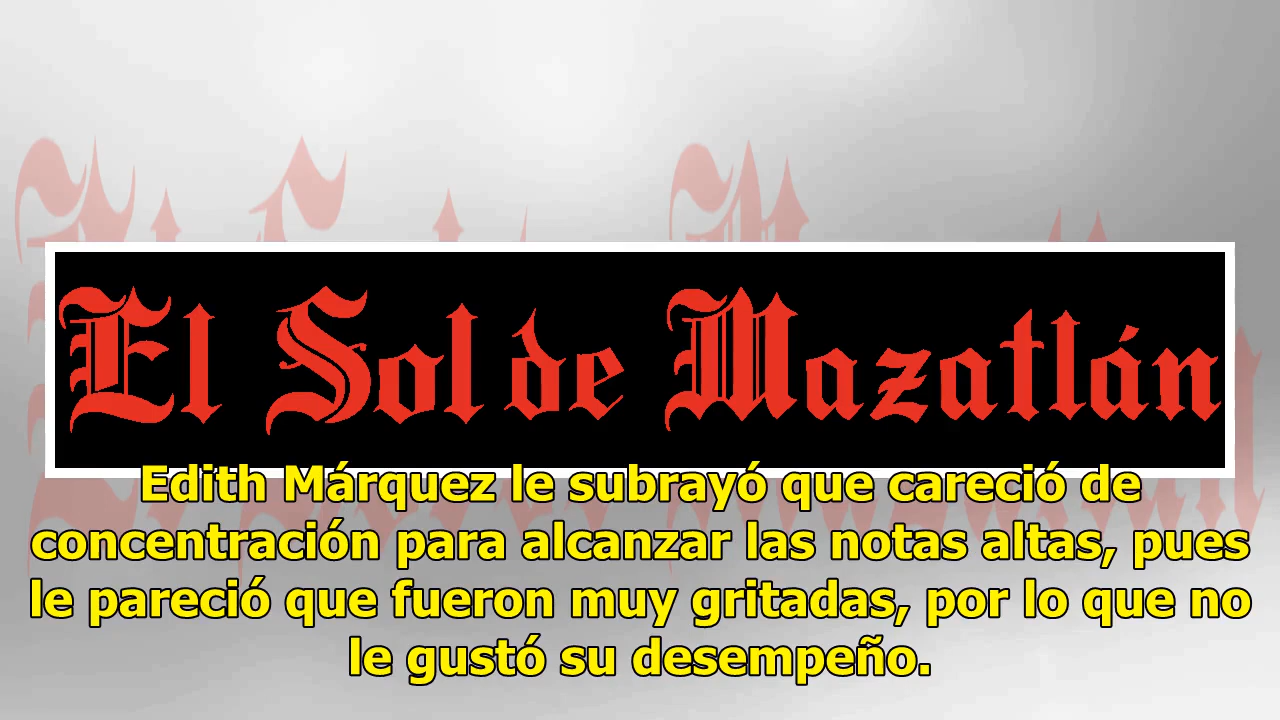 El Sol de Mazatlán
Edith Márquez le subrayó que careció de
concentración para alcanzar las notas altas, pues
le pareció que fueron muy gritadas, por lo que no
le gustó su desempeño.